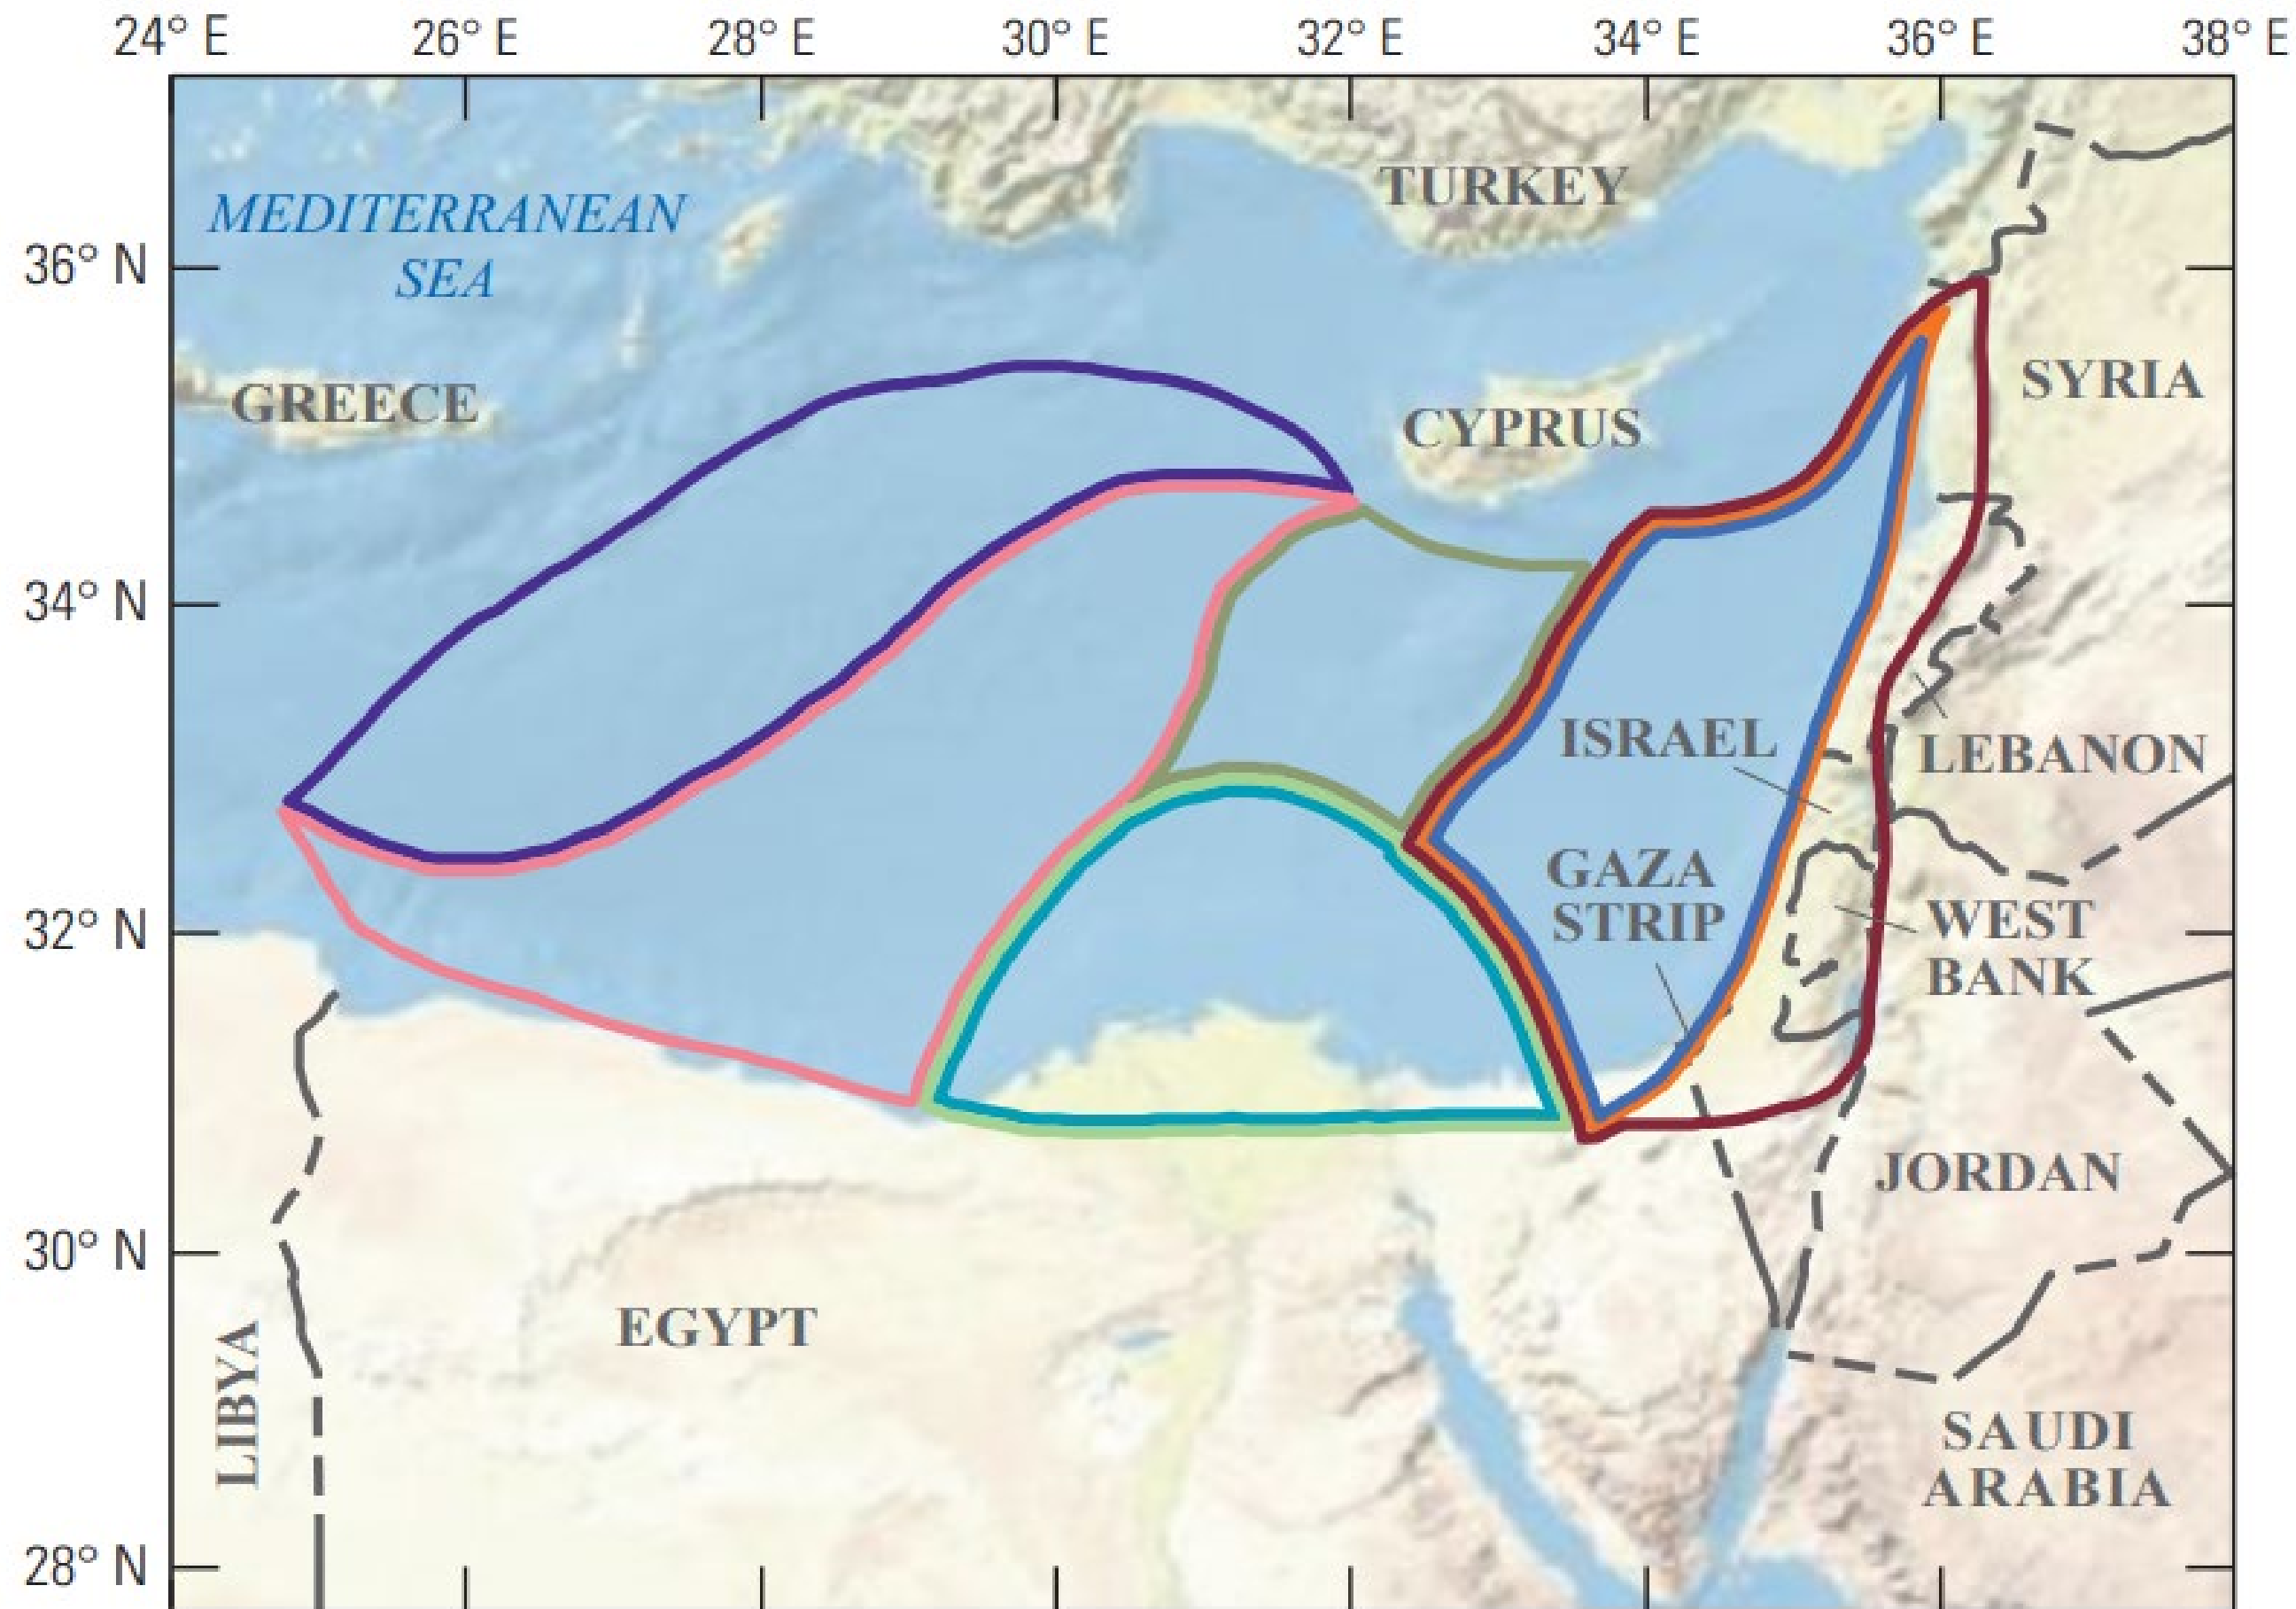 24° E 26° E 28° E 30° E 32° E 34° E 36° E 38° E
TURKEY
MEDITERRANEAN
SEA
36° N
SYRIA
GREECE
CYPRUS
34° N
ISRAEL
LEBANON
GAZA
STRIP
32° N
WEST
BANK
JORDAN
30° N
EGYPT
LIBYA
SAUDI
ARABIA
28° N